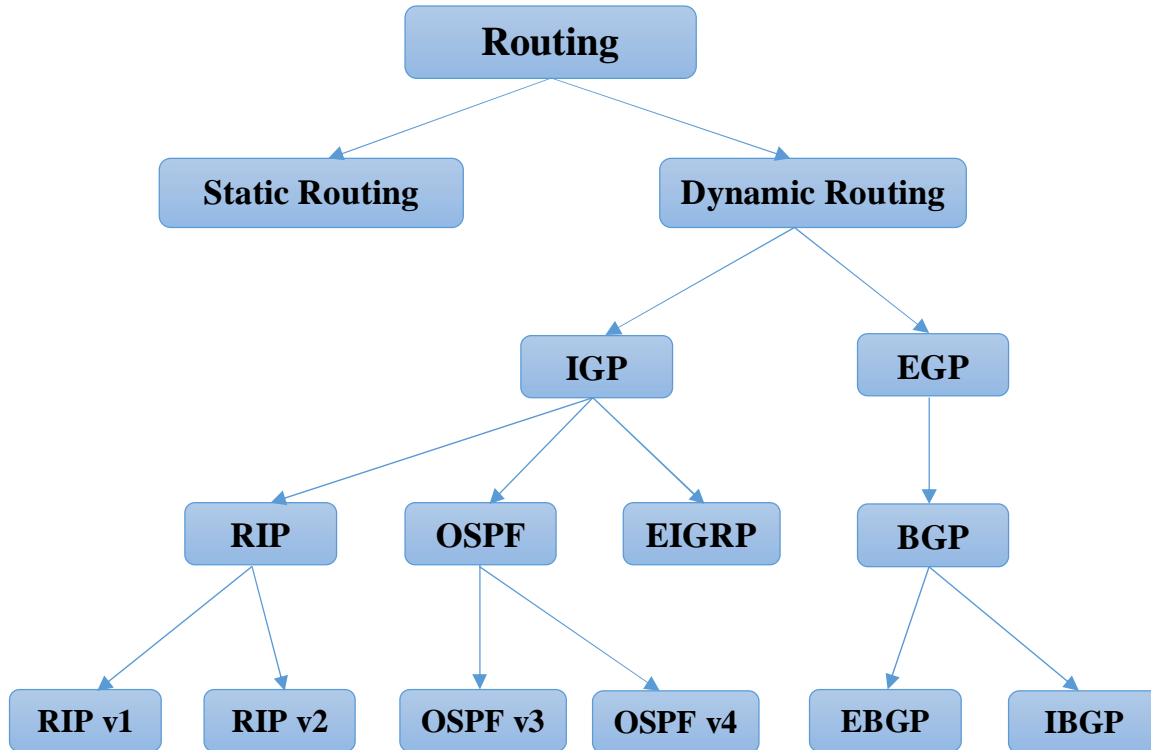 Routing
Static Routing
Dynamic Routing
IGP
EGP
RIP
OSPF
EIGRP
BGP
RIP v1
RIP v2
OSPF v3
OSPF v4
EBGP
IBGP